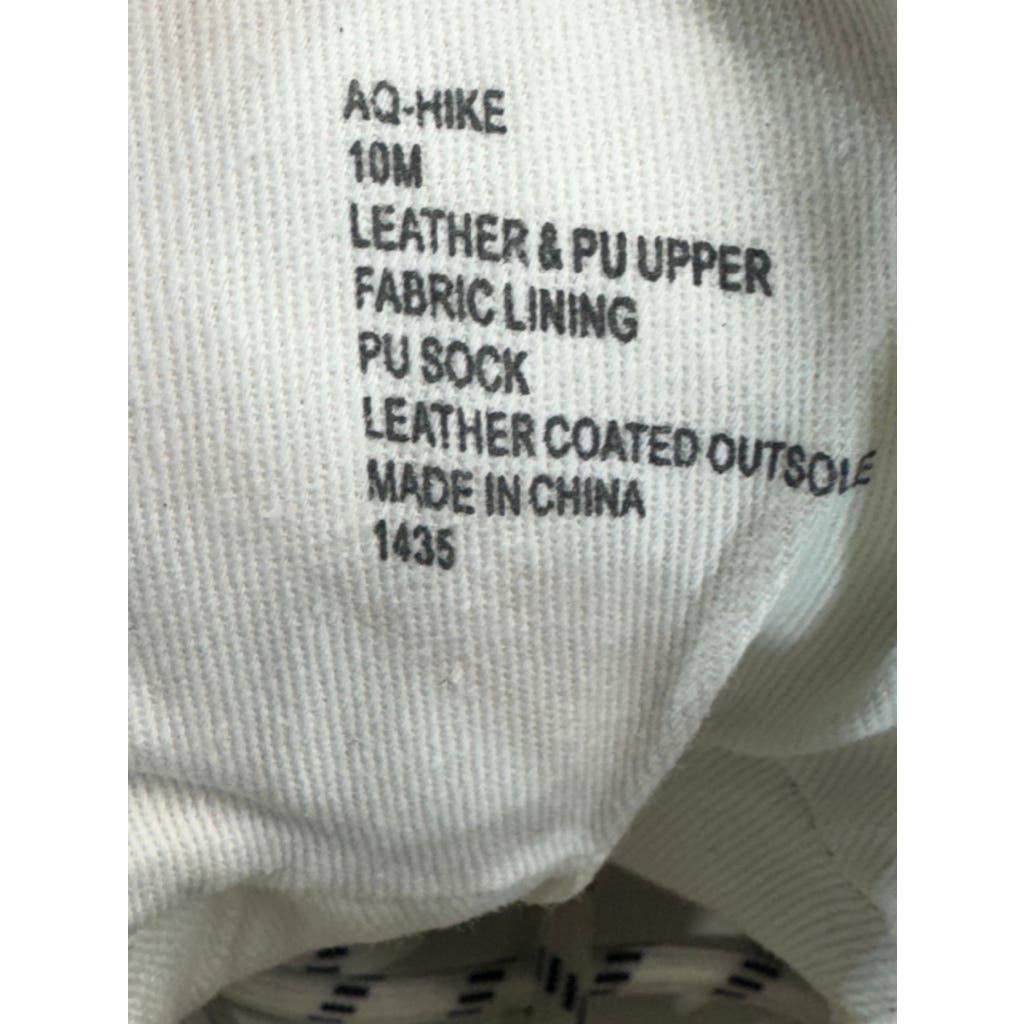 AQ-HIKE
10M
LEATHER & PU UPPER
FABRIC LINING
PU SOCK
LEATHER COATED OUTSOLE
MADE IN CHINA
1435